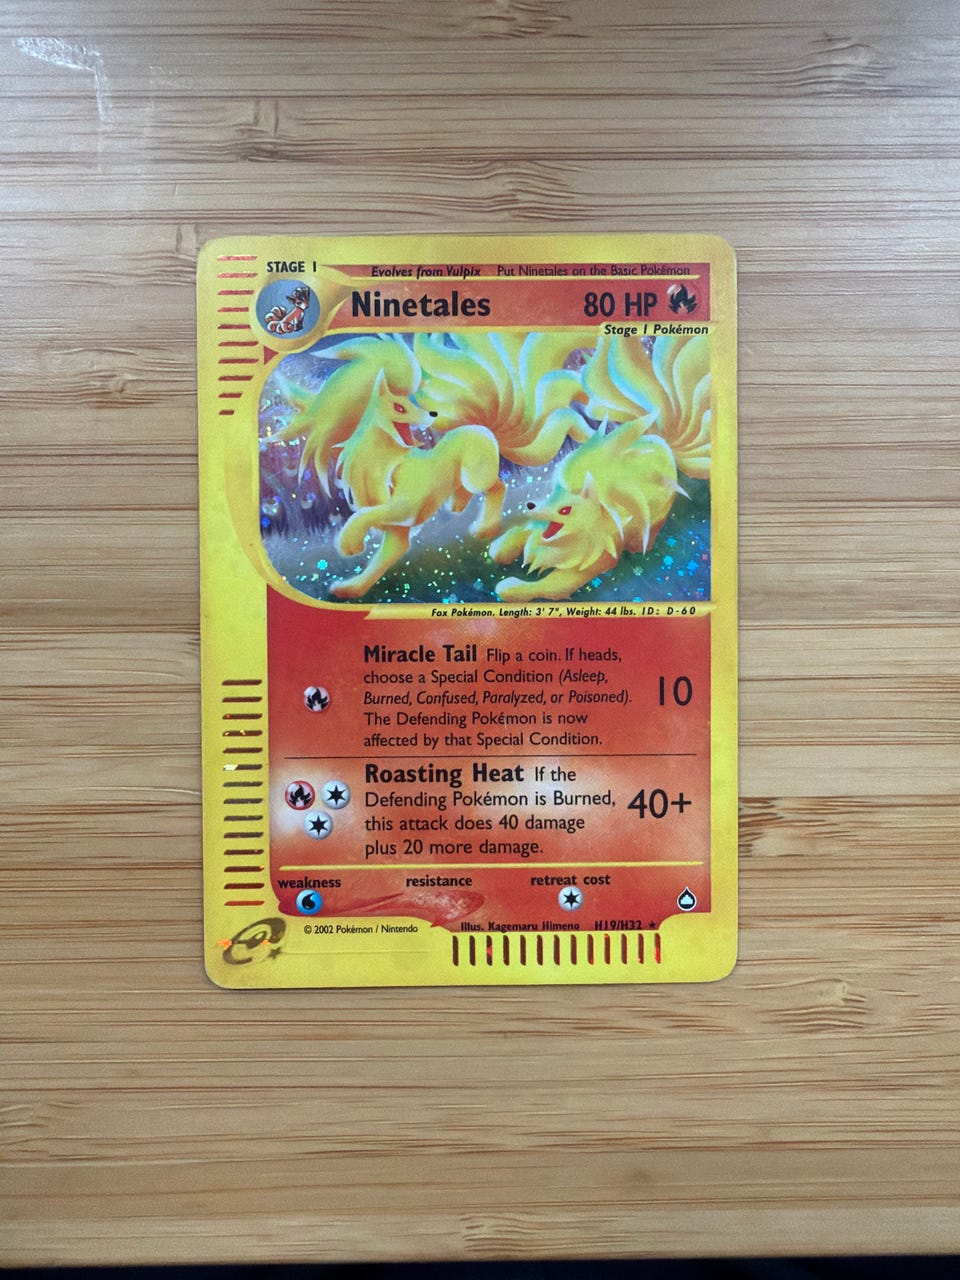 STAGE 1
Evolves from Vulpix Put Ninetales on the Basic Pokémon
Ninetales 80 HP
Stage 1 Pokémon
Fox Pokémon. Length: 3' 7", Weight: 44 lbs. ID: D-60
Miracle Tail Flip a coin. If heads,
choose a Special Condition (Asleep,
Burned, Confused, Paralyzed, or Poisoned).
The Defending Pokémon is now
affected by that Special Condition.
10
Roasting Heat If the
Defending Pokémon is Burned,
this attack does 40 damage
plus 20 more damage.
40+
weakness resistance retreat cost
© 2002 Pokémon / Nintendo
Illus. Kagemaru Himeno H19/H32 ★